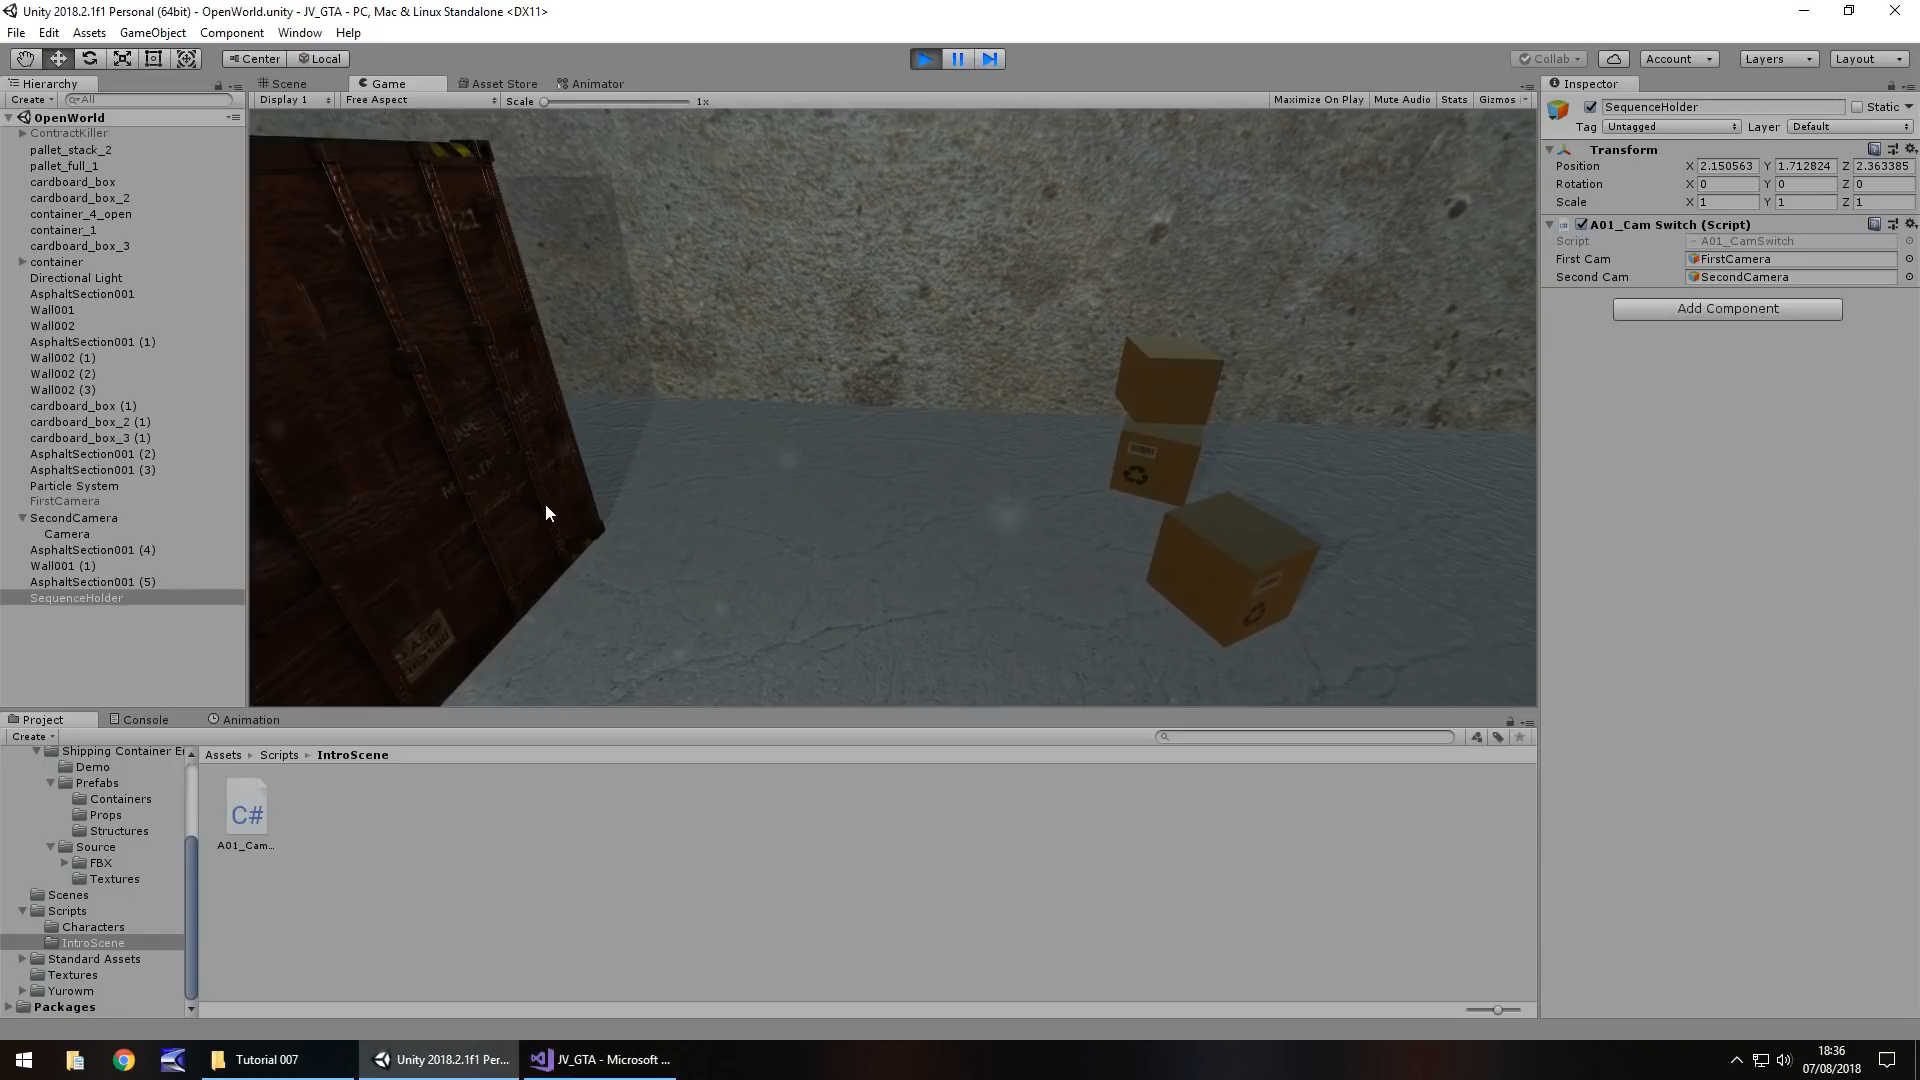 Unity 2018.2.1f1 Personal (64bit) - OpenWorld.unity - JV_GTA - PC, Mac & Linux Standalone <DX11>
File Edit Assets GameObject Component Window Help
Center Local Collab Account Layers Layout
Hierarchy Scene Game Asset Store Animator Inspector
Create All Display 1 Free Aspect Scale 1x Maximize On Play Mute Audio Stats Gizmos
SequenceHolder Static
Tag Untagged Layer Default
Transform
Position X 2.150563 Y 1.712824 Z 2.363385
Rotation X 0 Y 0 Z 0
Scale X 1 Y 1 Z 1
A01_Cam Switch (Script)
Script A01_CamSwitch
First Cam FirstCamera
Second Cam SecondCamera
Add Component
OpenWorld
ContractKiller
pallet_stack_2
pallet_full_1
cardboard_box
cardboard_box_2
container_4_open
container_1
cardboard_box_3
container
Directional Light
AsphaltSection001
Wall001
Wall002
AsphaltSection001 (1)
Wall002 (1)
Wall002 (2)
Wall002 (3)
cardboard_box (1)
cardboard_box_2 (1)
cardboard_box_3 (1)
AsphaltSection001 (2)
AsphaltSection001 (3)
Particle System
FirstCamera
SecondCamera
Camera
AsphaltSection001 (4)
Wall001 (1)
AsphaltSection001 (5)
SequenceHolder
Project Console Animation
Create
Assets Scripts IntroScene
Shipping Container E
Demo
Prefabs
Containers
Props
Structures
Source
FBX
Textures
Scenes
Scripts
Characters
IntroScene
Standard Assets
Textures
Yurowm
Packages
C#
A01_Cam...
Tutorial 007
Unity 2018.2.1f1 Per...
JV_GTA - Microsoft ...
18:36
07/08/2018